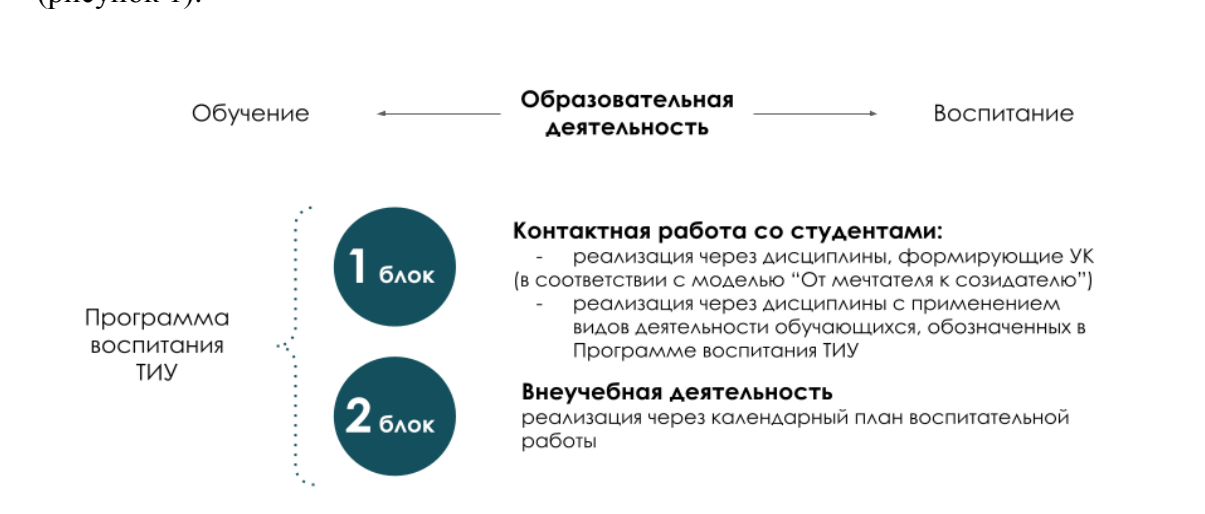 (рисунок 1).
Обучение
Образовательная
деятельность
Воспитание
Программа
воспитания
ТИУ
1 блок
Контактная работа со студентами:
- реализация через дисциплины, формирующие УК
(в соответствии с моделью “От мечтателя к созидателю”)
- реализация через дисциплины с применением
видов деятельности обучающихся, обозначенных в
Программе воспитания ТИУ
2 блок
Внеучебная деятельность
реализация через календарный план воспитательной
работы